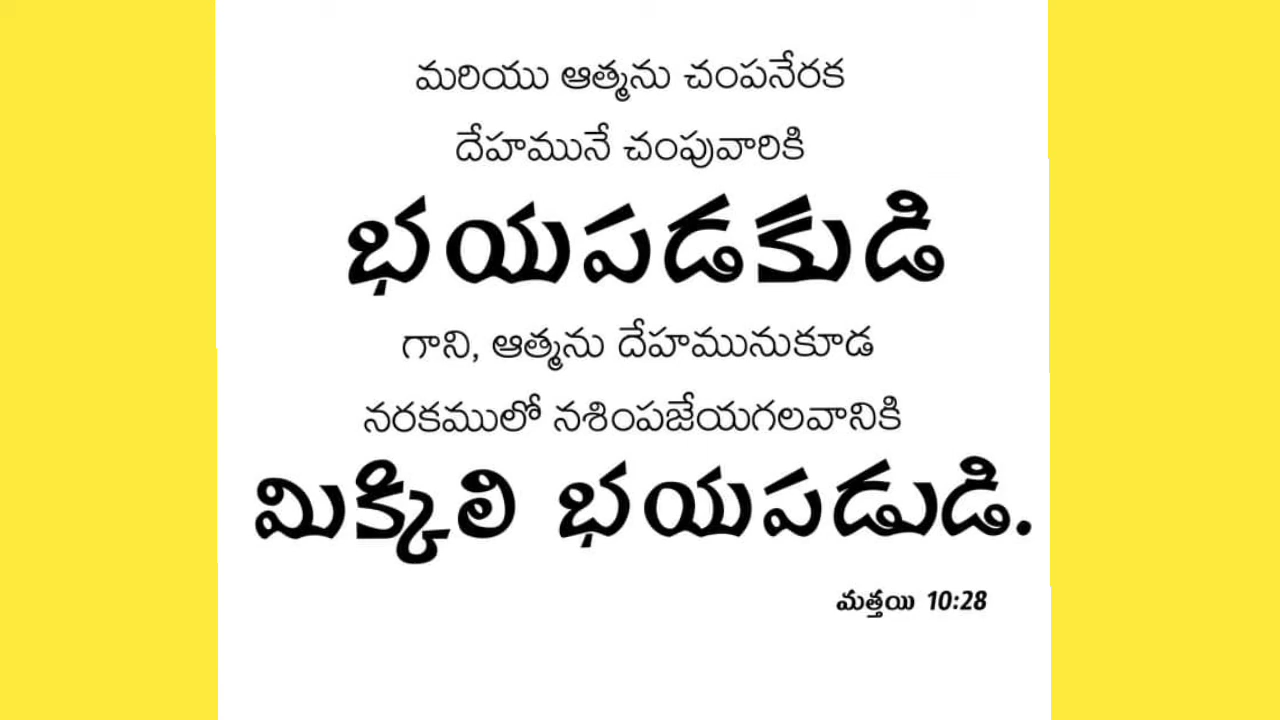 మరియు ఆత్మను చంపనేరక
దేహమునే చంపువారికి
భయపడకుడి
గాని, ఆత్మను దేహమునుకూడ
నరకములో నశింపజేయగలవానికి
మిక్కిలి భయపడుడి.
మత్తయి 10:28